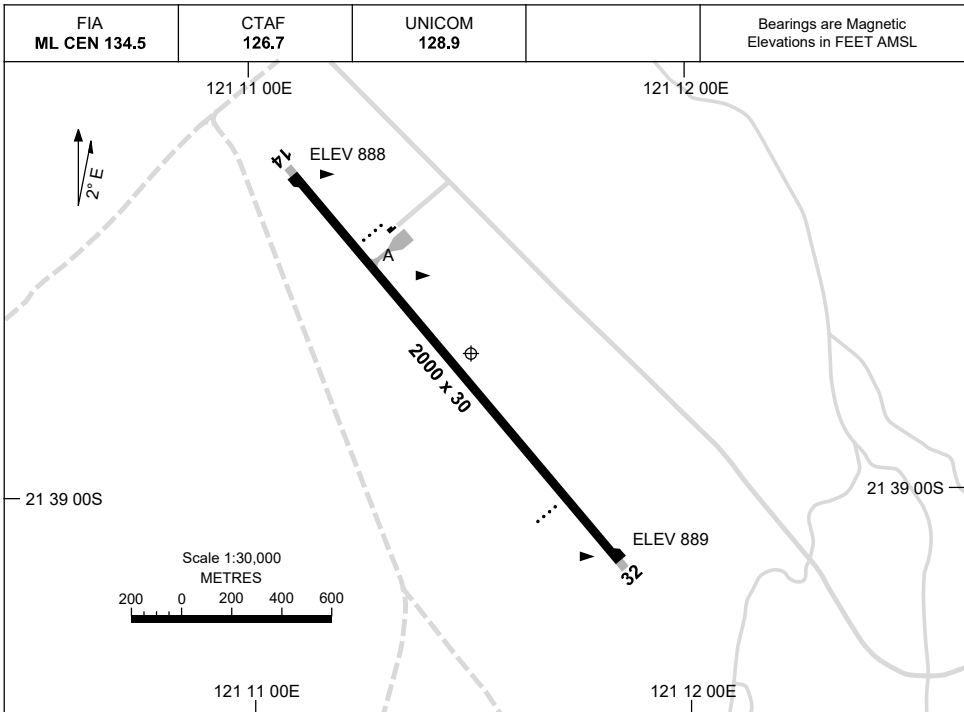 FIA
ML CEN 134.5
CTAF
126.7
UNICOM
128.9
Bearings are Magnetic
Elevations in FEET AMSL
121 11 00E
121 12 00E
2° E
14
ELEV 888
A
2000 x 30
21 39 00S
21 39 00S
ELEV 889
32
Scale 1:30,000
METRES
200 0 200 400 600
121 11 00E
121 12 00E